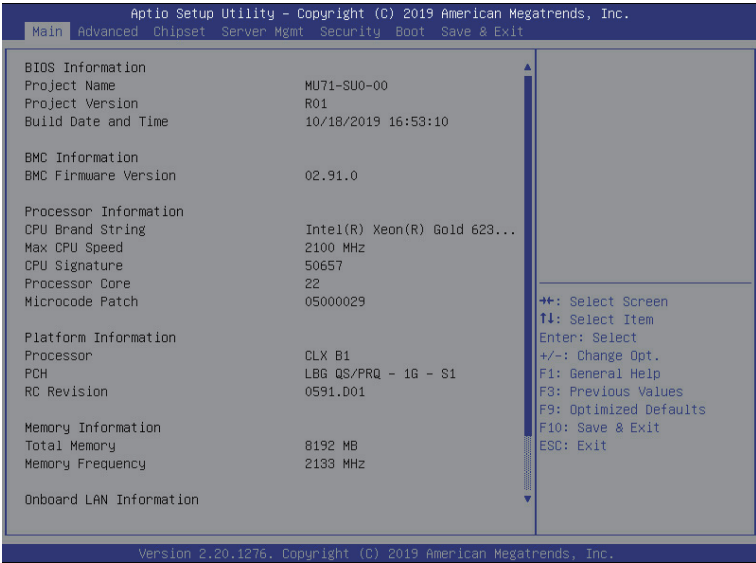 Aptio Setup Utility – Copyright (C) 2019 American Megatrends, Inc.
Main Advanced Chipset Server Mgmt Security Boot Save & Exit
BIOS Information
Project Name MU71-SU0-00
Project Version R01
Build Date and Time 10/18/2019 16:53:10
BMC Information
BMC Firmware Version 02.91.0
Processor Information
CPU Brand String Intel(R) Xeon(R) Gold 623...
Max CPU Speed 2100 MHz
CPU Signature 50657
Processor Core 22
Microcode Patch 05000029
Platform Information
Processor CLX B1
PCH LBG QS/PRQ - 1G - S1
RC Revision 0591.D01
Memory Information
Total Memory 8192 MB
Memory Frequency 2133 MHz
Onboard LAN Information
→←: Select Screen
↑↓: Select Item
Enter: Select
+/-: Change Opt.
F1: General Help
F3: Previous Values
F9: Optimized Defaults
F10: Save & Exit
ESC: Exit
Version 2.20.1276. Copyright (C) 2019 American Megatrends, Inc.